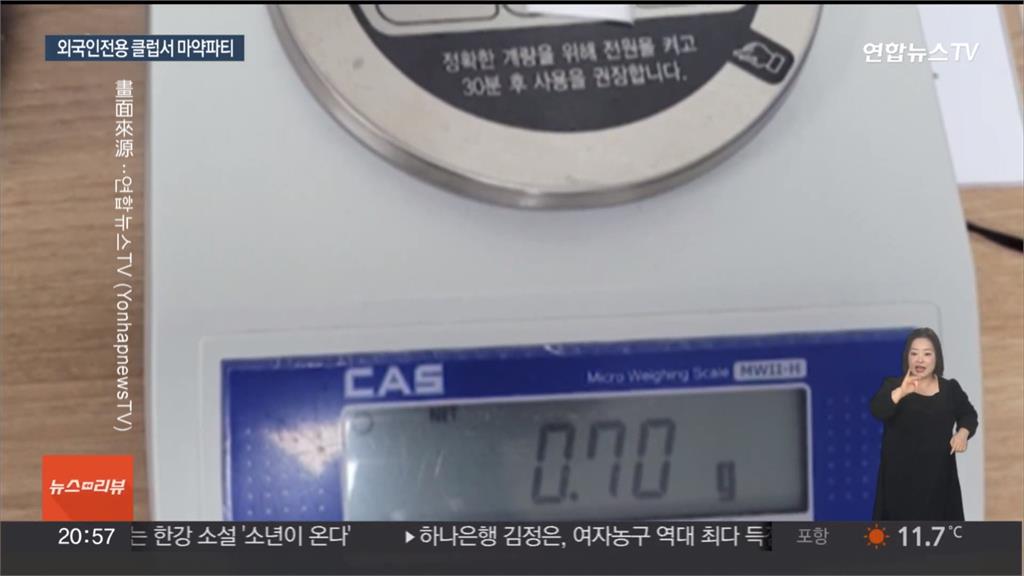 외국인전용 클럽서 마약파티
연합뉴스TV
정확한 계량을 위해 전원을 켜고
30분 후 사용을 권장합니다.
畫面來源：연합뉴스TV (YonhapnewsTV)
CAS
Micro Weighing Scale MWII-H
NET
0.70 g
뉴스리뷰
20:57
는 한강 소설 '소년이 온다'
▶하나은행 김정은, 여자농구 역대 최다 득
포항
11.7℃